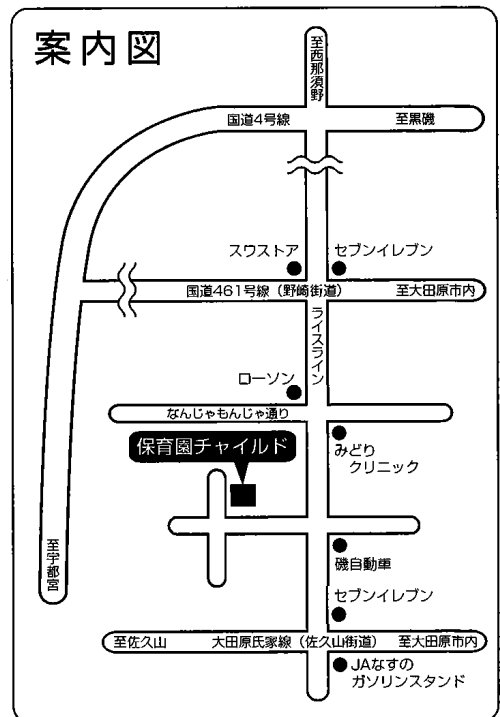 案内図
至西那須野
国道4号線
至黒磯
スウストア
セブンイレブン
国道461号線（野崎街道）
至大田原市内
ライスライン
ローソン
なんじゃもんじゃ通り
保育園チャイルド
みどり
クリニック
至宇都宮
磯自動車
セブンイレブン
至佐久山
大田原氏家線（佐久山街道）
至大田原市内
JAなすの
ガソリンスタンド